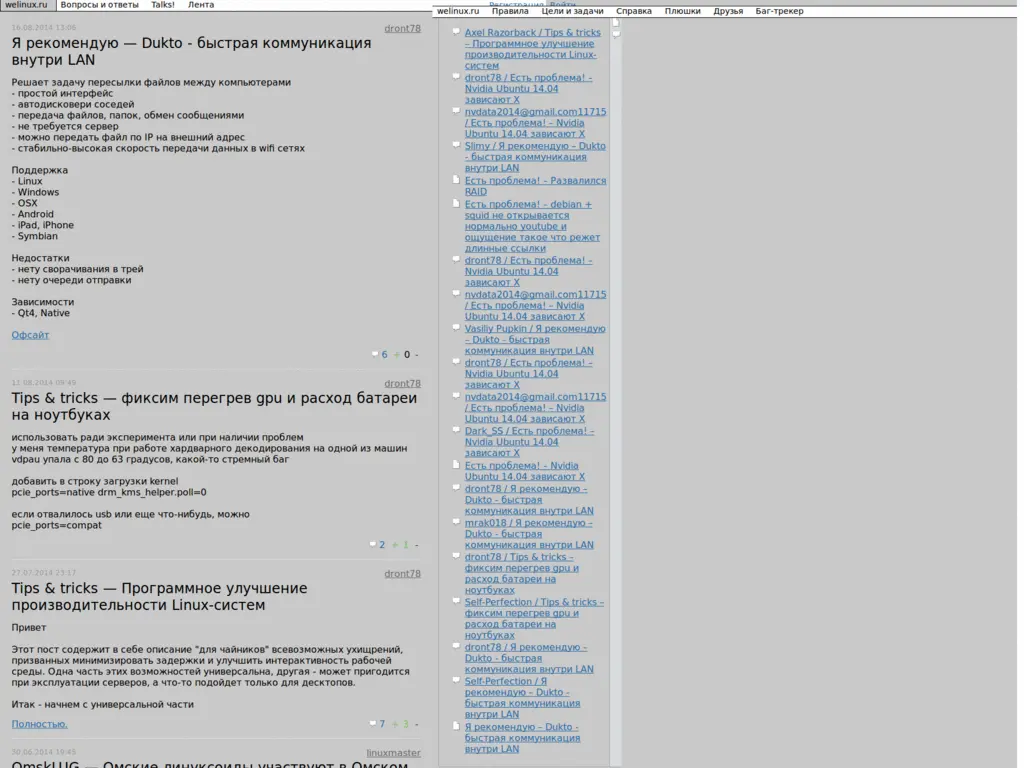 welinux.ru Вопросы и ответы Talks! Лента
Регистрация Войти
welinux.ru Правила Цели и задачи Справка Плюшки Друзья Баг-трекер
16.08.2014 13:06 dront78
Я рекомендую — Dukto - быстрая коммуникация
внутри LAN
Решает задачу пересылки файлов между компьютерами
- простой интерфейс
- автодисковери соседей
- передача файлов, папок, обмен сообщениями
- не требуется сервер
- можно передать файл по IP на внешний адрес
- стабильно-высокая скорость передачи данных в wifi сетях
Поддержка
- Linux
- Windows
- OSX
- Android
- iPad, iPhone
- Symbian
Недостатки
- нету сворачивания в трей
- нету очереди отправки
Зависимости
- Qt4, Native
Офсайт
6 + 0 -
11.08.2014 09:45 dront78
Tips & tricks — фиксим перегрев gpu и расход батареи
на ноутбуках
использовать ради эксперимента или при наличии проблем
у меня температура при работе хардварного декодирования на одной из машин
vdpau упала с 80 до 63 градусов, какой-то стремный баг
добавить в строку загрузки kernel
pcie_ports=native drm_kms_helper.poll=0
если отвалилось usb или еще что-нибудь, можно
pcie_ports=compat
2 + 1 -
27.07.2014 23:17 dront78
Tips & tricks — Программное улучшение
производительности Linux-систем
Привет
Этот пост содержит в себе описание "для чайников" всевозможных ухищрений,
призванных минимизировать задержки и улучшить интерактивность рабочей
среды. Одна часть этих возможностей универсальна, другая - может пригодится
при эксплуатации серверов, а что-то подойдет только для десктопов.
Итак - начнем с универсальной части
Полностью.
7 + 3 -
30.06.2014 19:45 linuxmaster
OmskLUG — Омские линуксоиды участвуют в Омском
Axel Razorback / Tips & tricks
– Программное улучшение
производительности Linux-
систем
dront78 / Есть проблема! –
Nvidia Ubuntu 14.04
зависают X
nvdata2014@gmail.com11715
/ Есть проблема! – Nvidia
Ubuntu 14.04 зависают X
Slimy / Я рекомендую – Dukto
- быстрая коммуникация
внутри LAN
Есть проблема! – Развалился
RAID
Есть проблема! – debian +
squid не открывается
нормально youtube и
ощущение такое что режет
длинные ссылки
dront78 / Есть проблема! –
Nvidia Ubuntu 14.04
зависают X
nvdata2014@gmail.com11715
/ Есть проблема! – Nvidia
Ubuntu 14.04 зависают X
Vasiliy Pupkin / Я рекомендую
– Dukto - быстрая
коммуникация внутри LAN
dront78 / Есть проблема! –
Nvidia Ubuntu 14.04
зависают X
nvdata2014@gmail.com11715
/ Есть проблема! – Nvidia
Ubuntu 14.04 зависают X
Dark_SS / Есть проблема! –
Nvidia Ubuntu 14.04
зависают X
Есть проблема! – Nvidia
Ubuntu 14.04 зависают X
dront78 / Я рекомендую –
Dukto - быстрая
коммуникация внутри LAN
mrak018 / Я рекомендую –
Dukto - быстрая
коммуникация внутри LAN
dront78 / Tips & tricks –
фиксим перегрев gpu и
расход батареи на
ноутбуках
Self-Perfection / Tips & tricks –
фиксим перегрев gpu и
расход батареи на
ноутбуках
dront78 / Я рекомендую –
Dukto - быстрая
коммуникация внутри LAN
Self-Perfection / Я
рекомендую – Dukto -
быстрая коммуникация
внутри LAN
Я рекомендую – Dukto -
быстрая коммуникация
внутри LAN